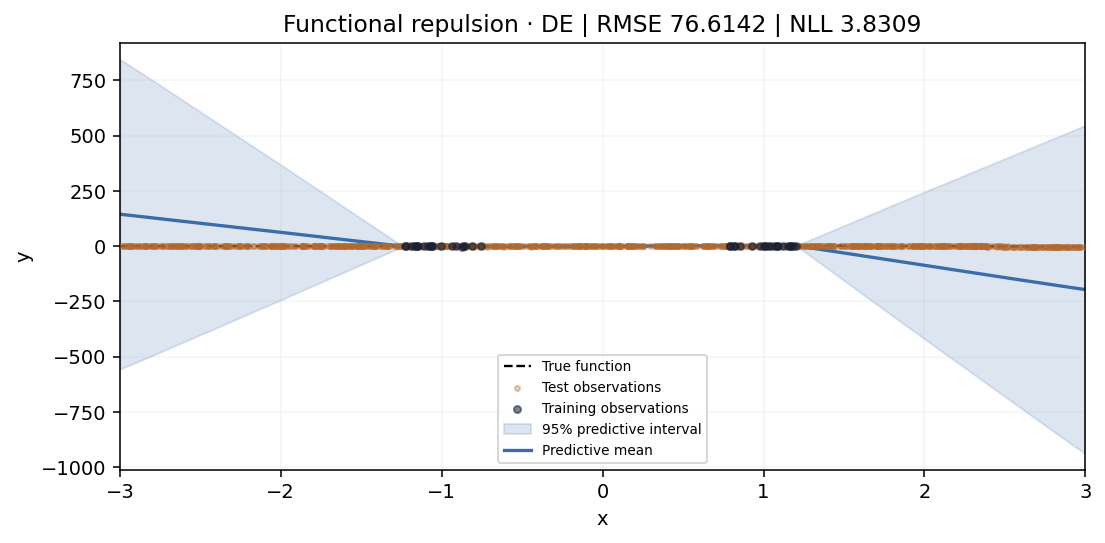 Functional repulsion · DE | RMSE 76.6142 | NLL 3.8309
750
500
250
0
−250
−500
−750
−1000
y
True function
Test observations
Training observations
95% predictive interval
Predictive mean
−3
−2
−1
0
1
2
3
x